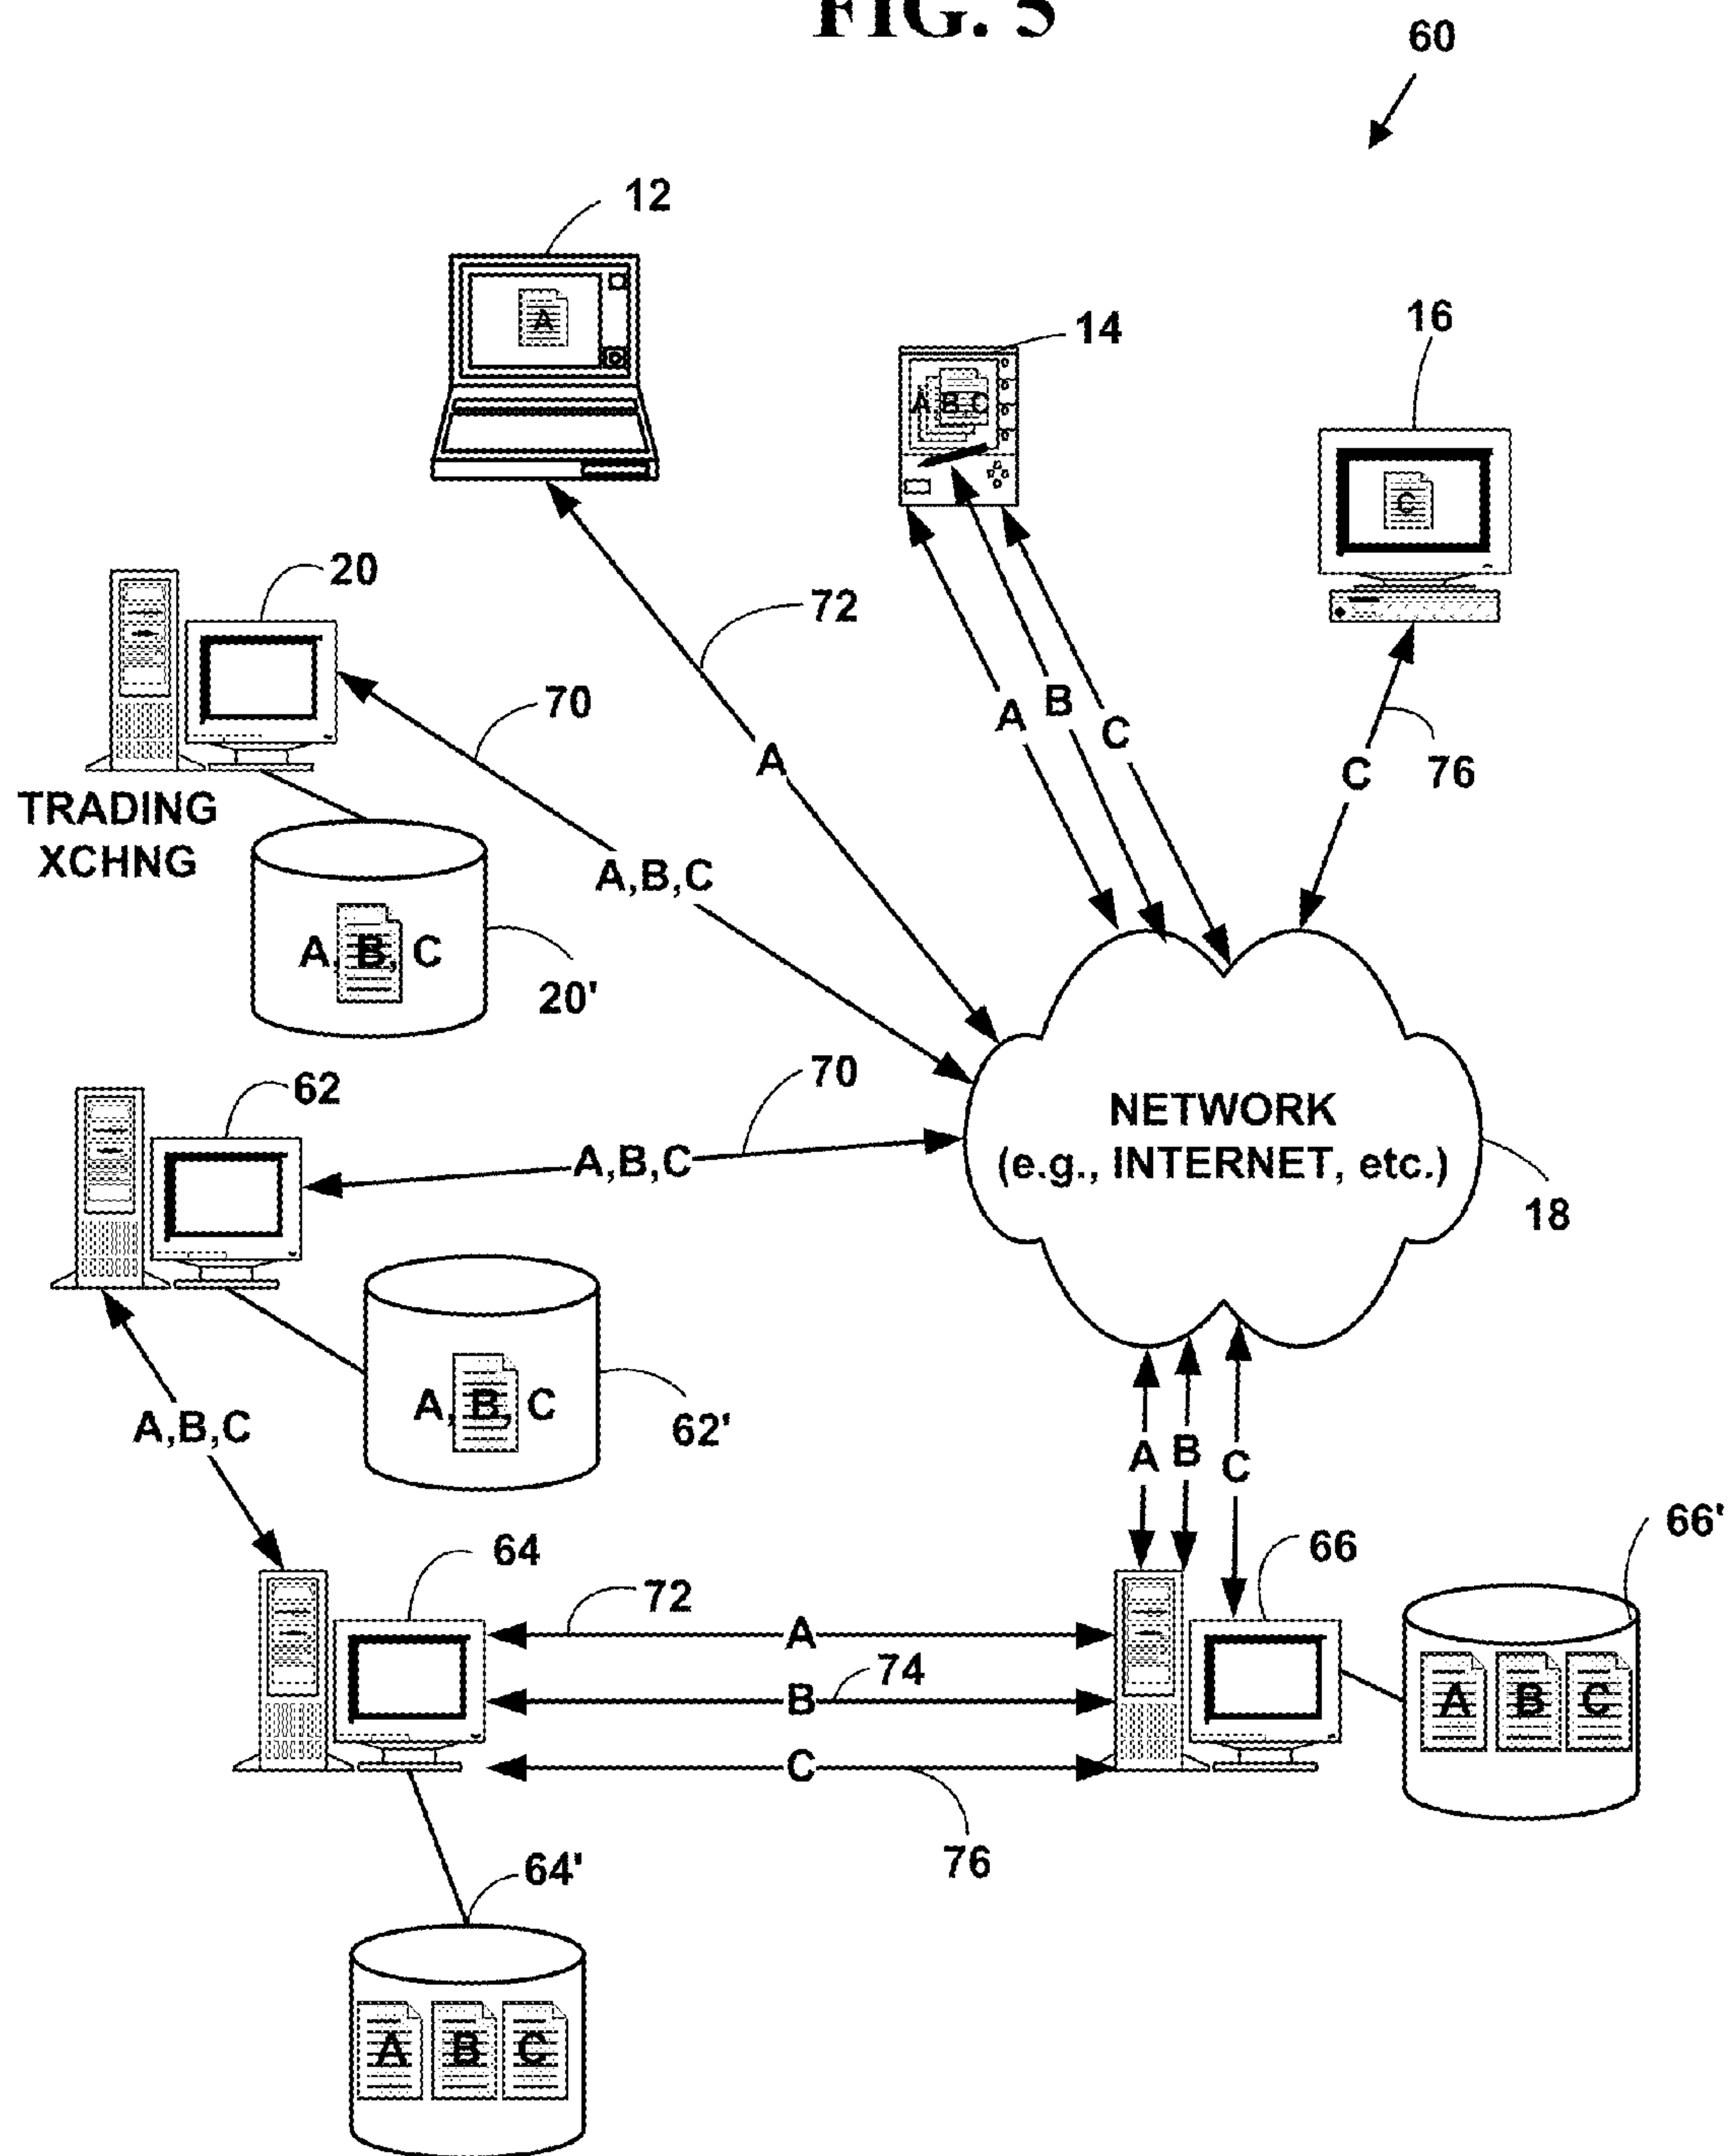 FIG. 5
60
12
A
14
A,B,C
16
C
20
72
70
A
B
C
A
C
76
TRADING
XCHNG
A,B,C
A, B, C
20'
62
70
A,B,C
NETWORK
(e.g., INTERNET, etc.)
18
A, B, C
62'
A,B,C
A
B
C
64
72
A
74
B
C
76
66
66'
A
B
C
64'
A
B
C